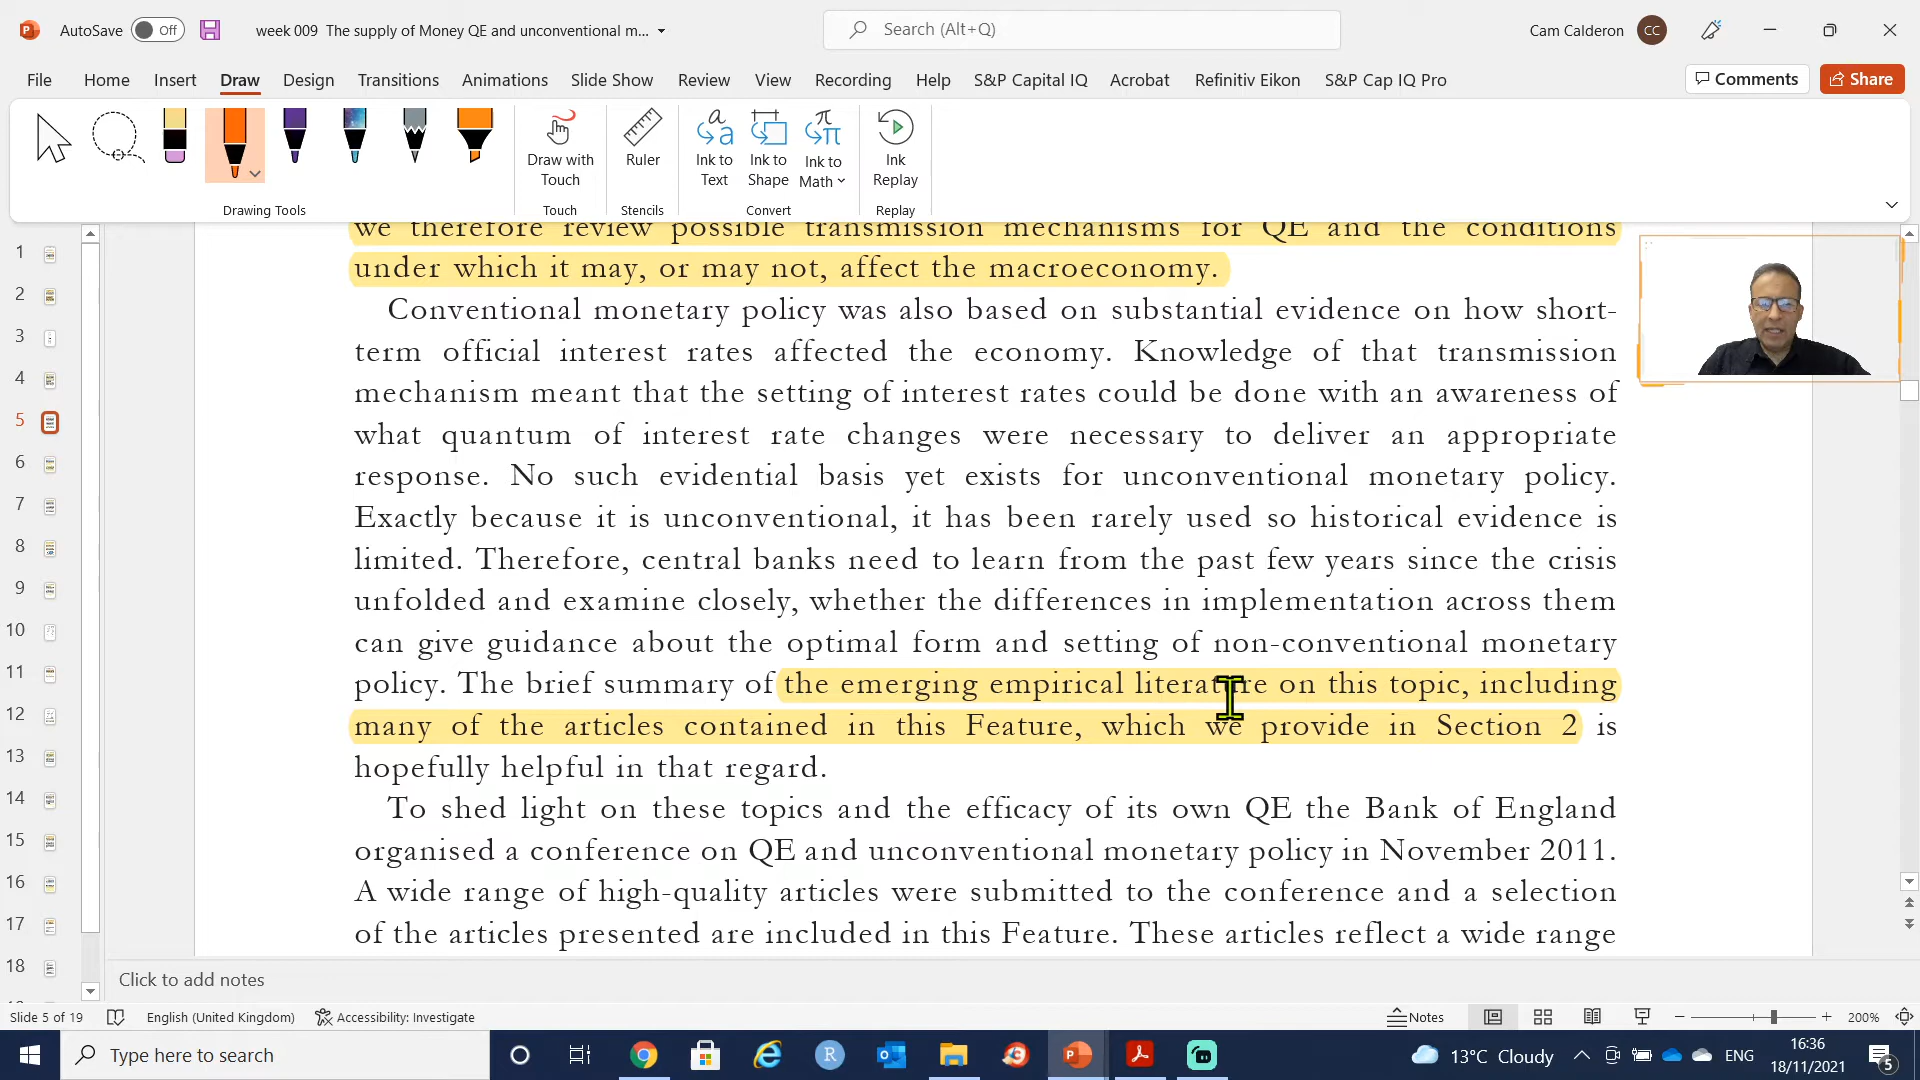 AutoSave
Off
week 009 The supply of Money QE and unconventional m...
Search (Alt+Q)
Cam Calderon
CC
File
Home
Insert
Draw
Design
Transitions
Animations
Slide Show
Review
View
Recording
Help
S&P Capital IQ
Acrobat
Refinitiv Eikon
S&P Cap IQ Pro
Comments
Share
Draw with Touch
Ruler
Ink to Text
Ink to Shape
Ink to Math
Ink Replay
Drawing Tools
Touch
Stencils
Convert
Replay
1
2
3
4
5
6
7
8
9
10
11
12
13
14
15
16
17
18
we therefore review possible transmission mechanisms for QE and the conditions
under which it may, or may not, affect the macroeconomy.
Conventional monetary policy was also based on substantial evidence on how short-
term official interest rates affected the economy. Knowledge of that transmission
mechanism meant that the setting of interest rates could be done with an awareness of
what quantum of interest rate changes were necessary to deliver an appropriate
response. No such evidential basis yet exists for unconventional monetary policy.
Exactly because it is unconventional, it has been rarely used so historical evidence is
limited. Therefore, central banks need to learn from the past few years since the crisis
unfolded and examine closely, whether the differences in implementation across them
can give guidance about the optimal form and setting of non-conventional monetary
policy. The brief summary of the emerging empirical literature on this topic, including
many of the articles contained in this Feature, which we provide in Section 2 is
hopefully helpful in that regard.
To shed light on these topics and the efficacy of its own QE the Bank of England
organised a conference on QE and unconventional monetary policy in November 2011.
A wide range of high-quality articles were submitted to the conference and a selection
of the articles presented are included in this Feature. These articles reflect a wide range
Click to add notes
Slide 5 of 19
English (United Kingdom)
Accessibility: Investigate
Notes
200%
Type here to search
13°C Cloudy
ENG
16:36
18/11/2021
5